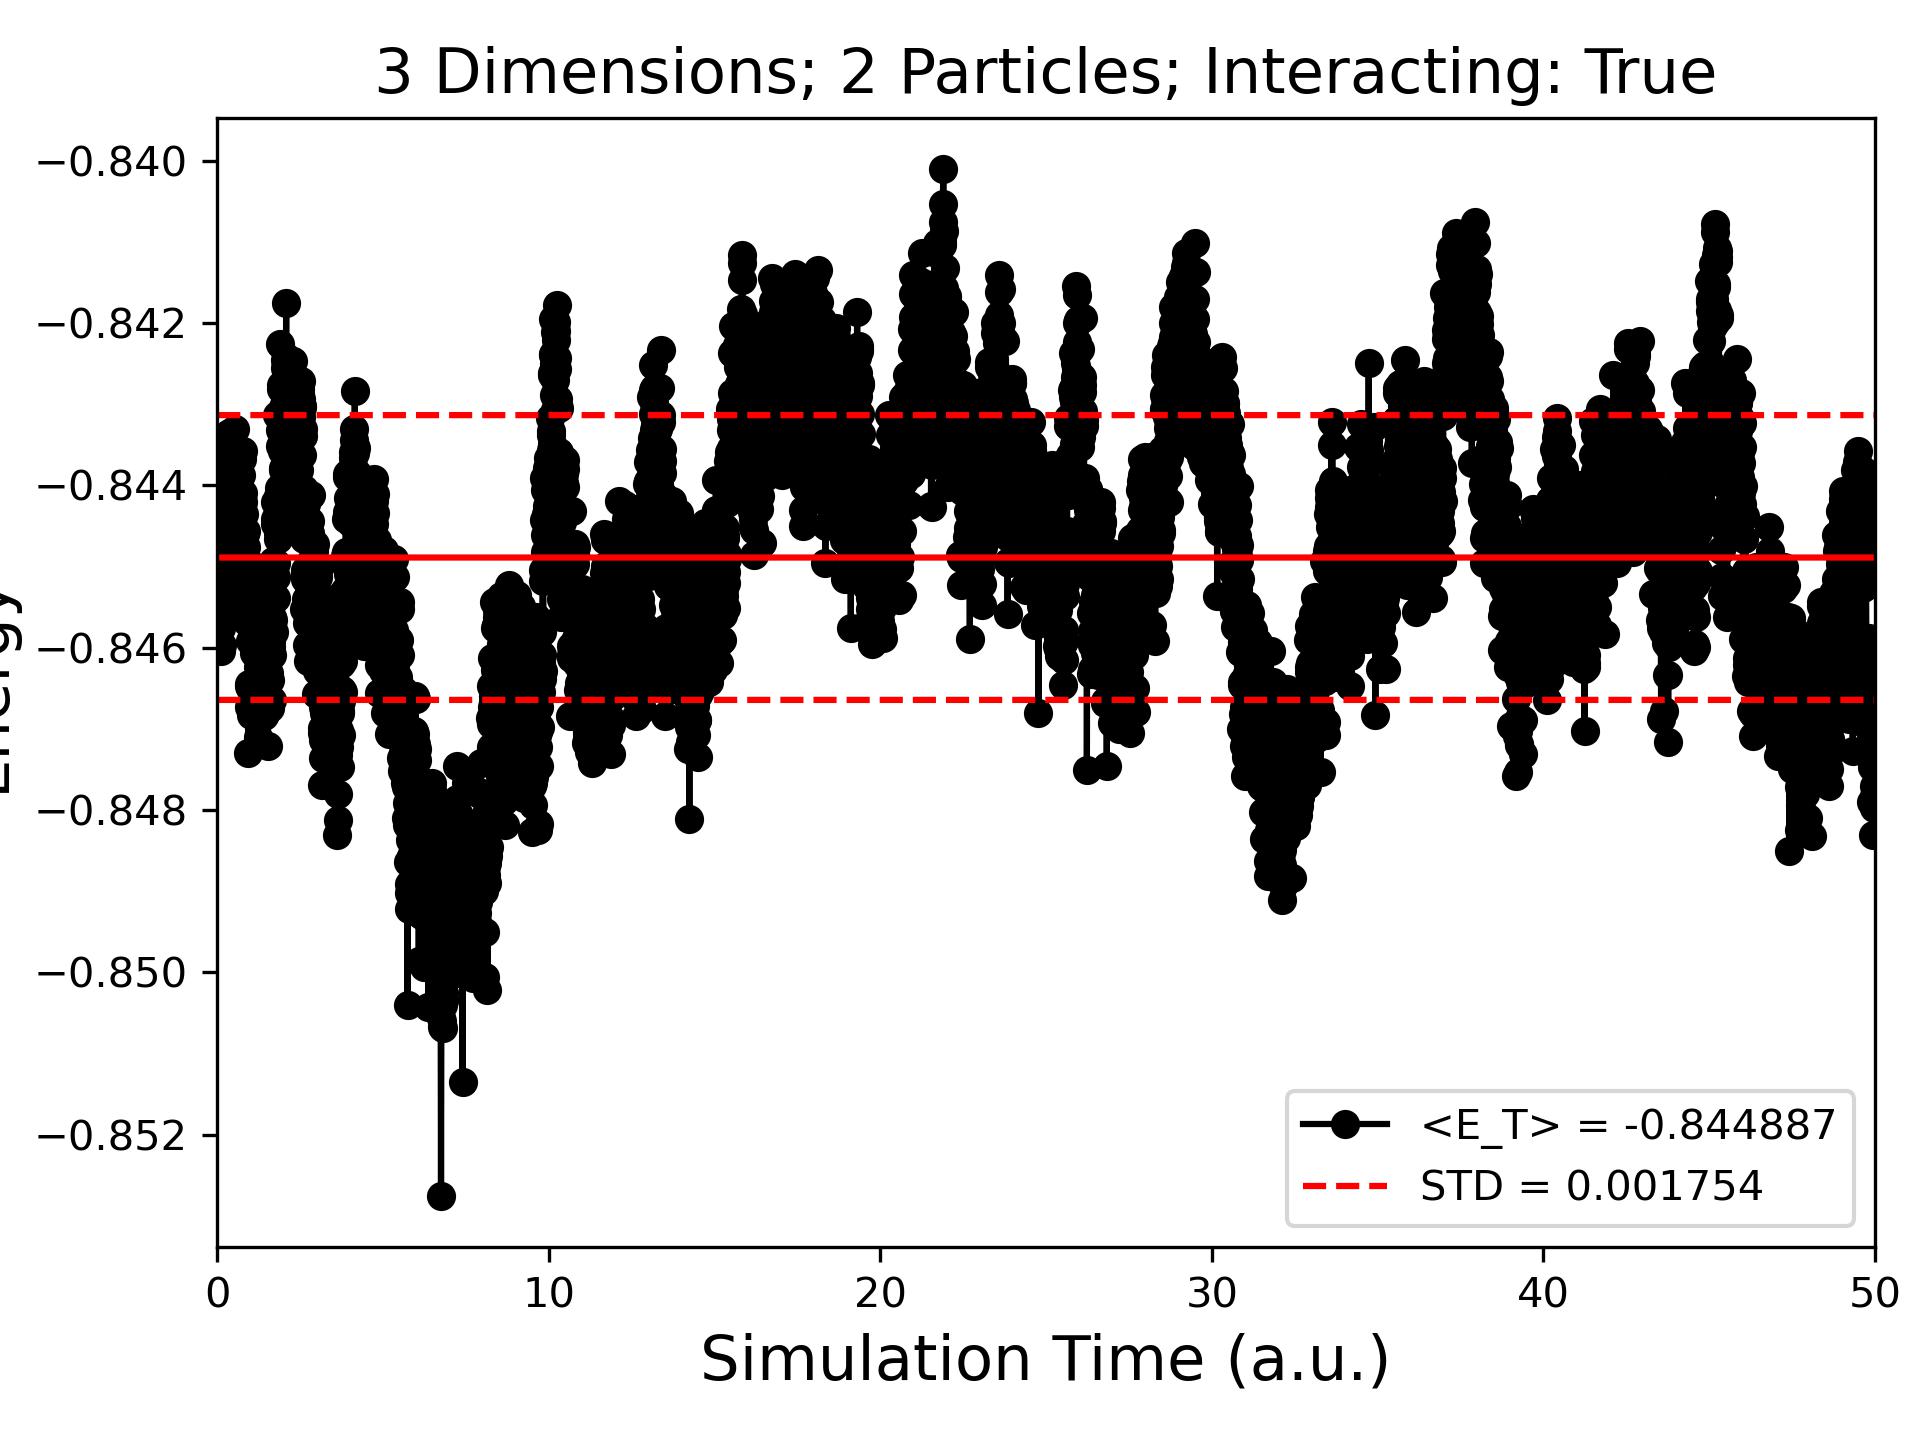 3 Dimensions; 2 Particles; Interacting: True
Energy
−0.840
−0.842
−0.844
−0.846
−0.848
−0.850
−0.852
0 10 20 30 40 50
Simulation Time (a.u.)
<E_T> = -0.844887
STD = 0.001754